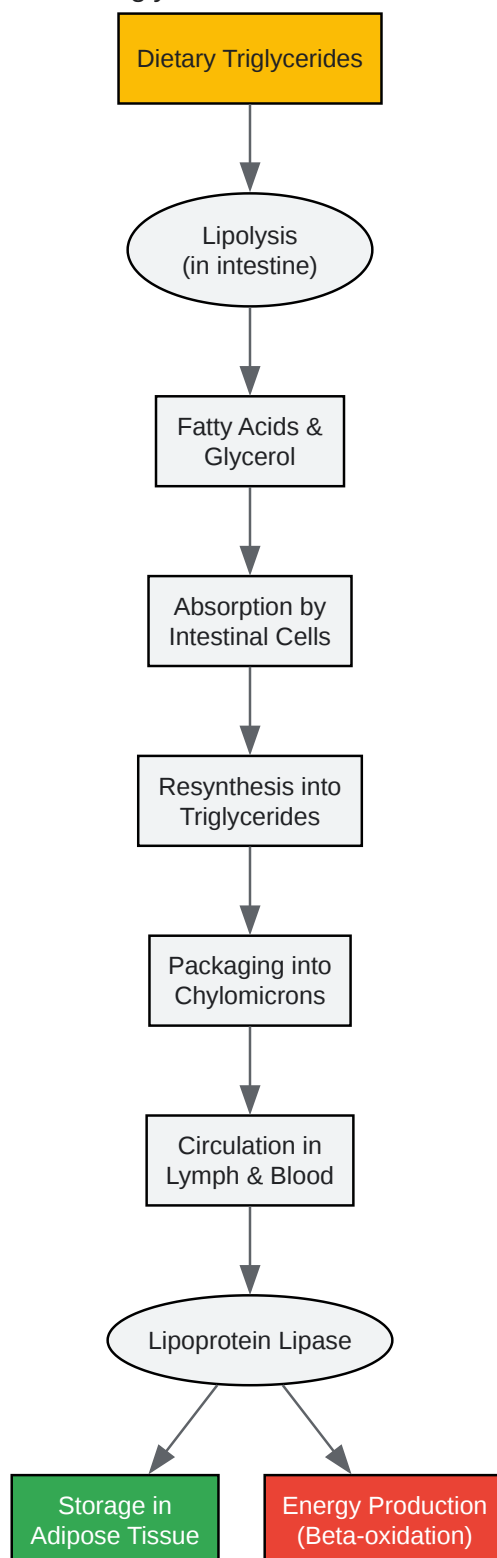 Dietary Triglycerides
Lipolysis
(in intestine)
Fatty Acids &
Glycerol
Absorption by
Intestinal Cells
Resynthesis into
Triglycerides
Packaging into
Chylomicrons
Circulation in
Lymph & Blood
Lipoprotein Lipase
Storage in
Adipose Tissue
Energy Production
(Beta-oxidation)